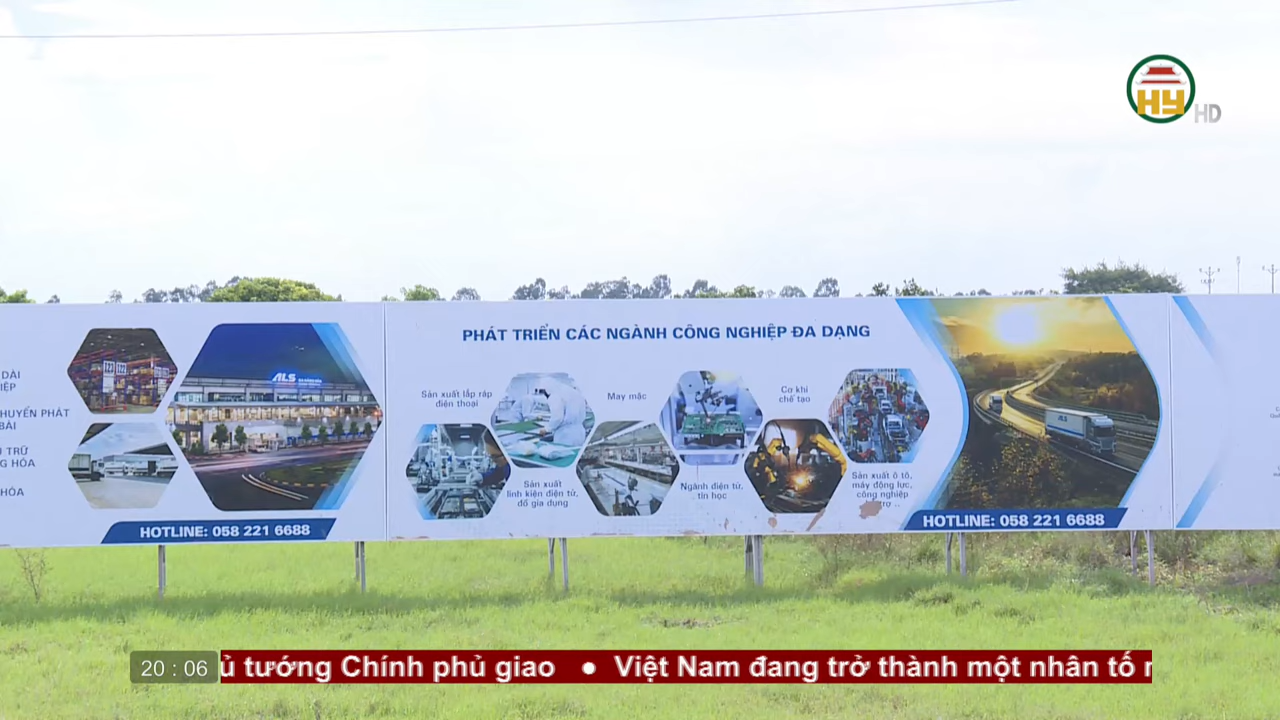 HY HD
PHÁT TRIỂN CÁC NGÀNH CÔNG NGHIỆP ĐA DẠNG
DÀI
HUYỂN PHÁT
BÀI
TRỮ
HÓA
HÓA
ALS
HOTLINE: 058 221 6688
Sản xuất lắp ráp
điện thoại
May mặc
Cơ khí
chế tạo
Sản xuất
linh kiện điện tử,
đồ gia dụng
Ngành điện tử,
tin học
Sản xuất ô tô,
máy động lực,
công nghiệp
ALS
HOTLINE: 058 221 6688
20 : 06
tướng Chính phủ giao ● Việt Nam đang trở thành một nhân tố